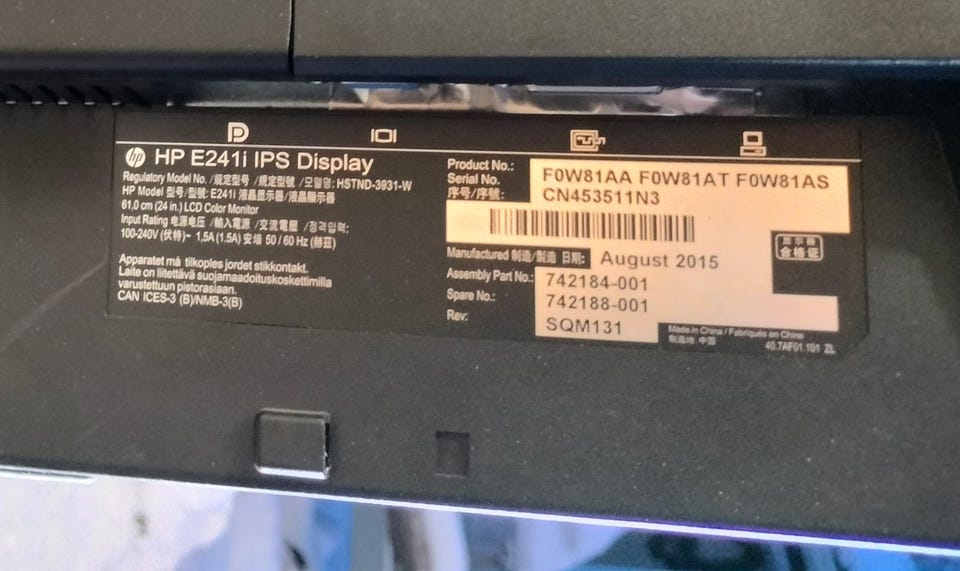 HP E241i IPS Display
Regulatory Model No. /规定型号 /規定型號 /모델명: HSTND-3931-W
HP Model 型号/型號: E241i 液晶显示器/液晶顯示器
61.0 cm (24 in.) LCD Color Monitor
Input Rating 电源电压 /輸入電源 /交流電壓 /정격입력:
100-240V (伏特)~ 1,5A (1.5A) 安培 50 / 60 Hz (赫兹)
Apparatet må tilkoples jordet stikkontakt.
Laite on liitettävä suojamaadoituskoskettimilla
varustettuun pistorasiaan.
CAN ICES-3 (B)/NMB-3(B)
Product No.: F0W81AA F0W81AT F0W81AS
Serial No. CN453511N3
序号/序號:
Manufactured 制造/製造 日期: August 2015
Assembly Part No.: 742184-001
Spare No.: 742188-001
Rev: SQM131
显示器
合格证
Made in China / Fabriqués en Chine
制造地: 中国
40.7AF01.101 ZL